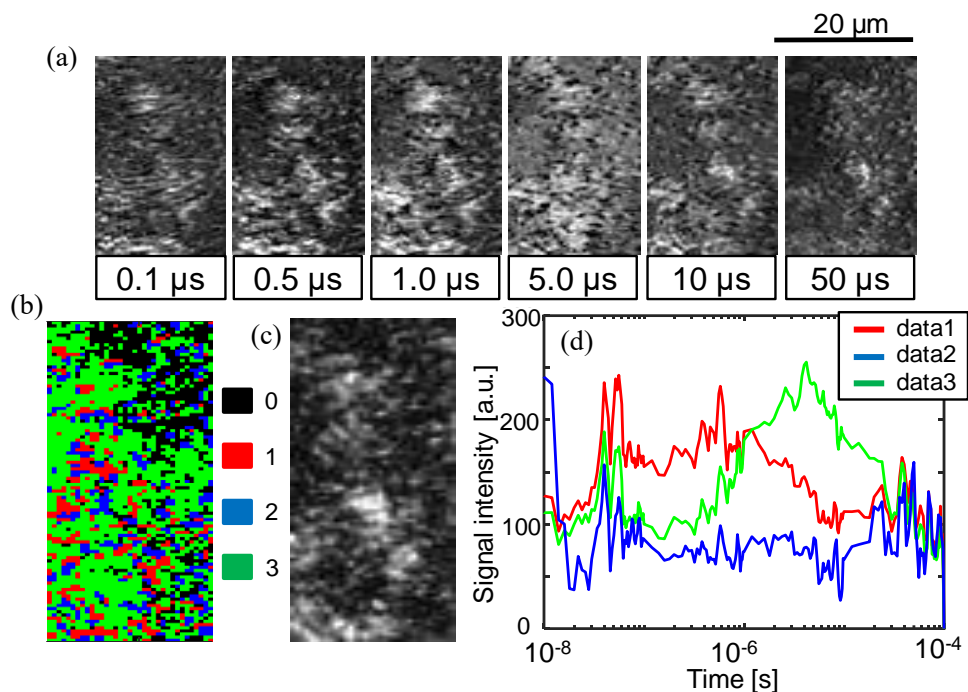 20 µm
(a)
0.1 µs
0.5 µs
1.0 µs
5.0 µs
10 µs
50 µs
(b)
0
1
2
3
(c)
(d)
data1
data2
data3
300
200
100
0
Signal intensity [a.u.]
10-8
10-6
10-4
Time [s]